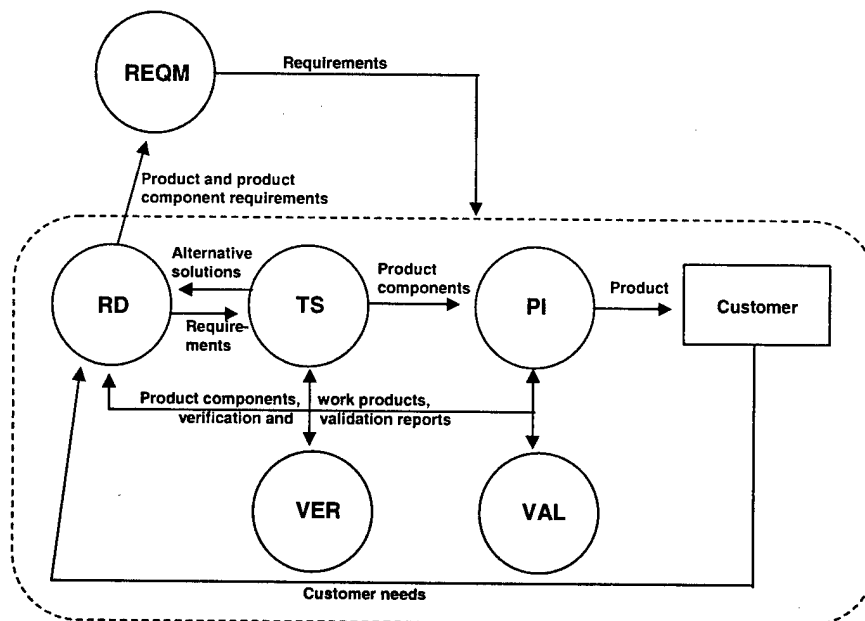 REQM
Requirements
Product and product
component requirements
Alternative
solutions
RD
Require-
ments
TS
Product
components
PI
Product
Customer
Product components,
verification and
work products,
validation reports
VER
VAL
Customer needs